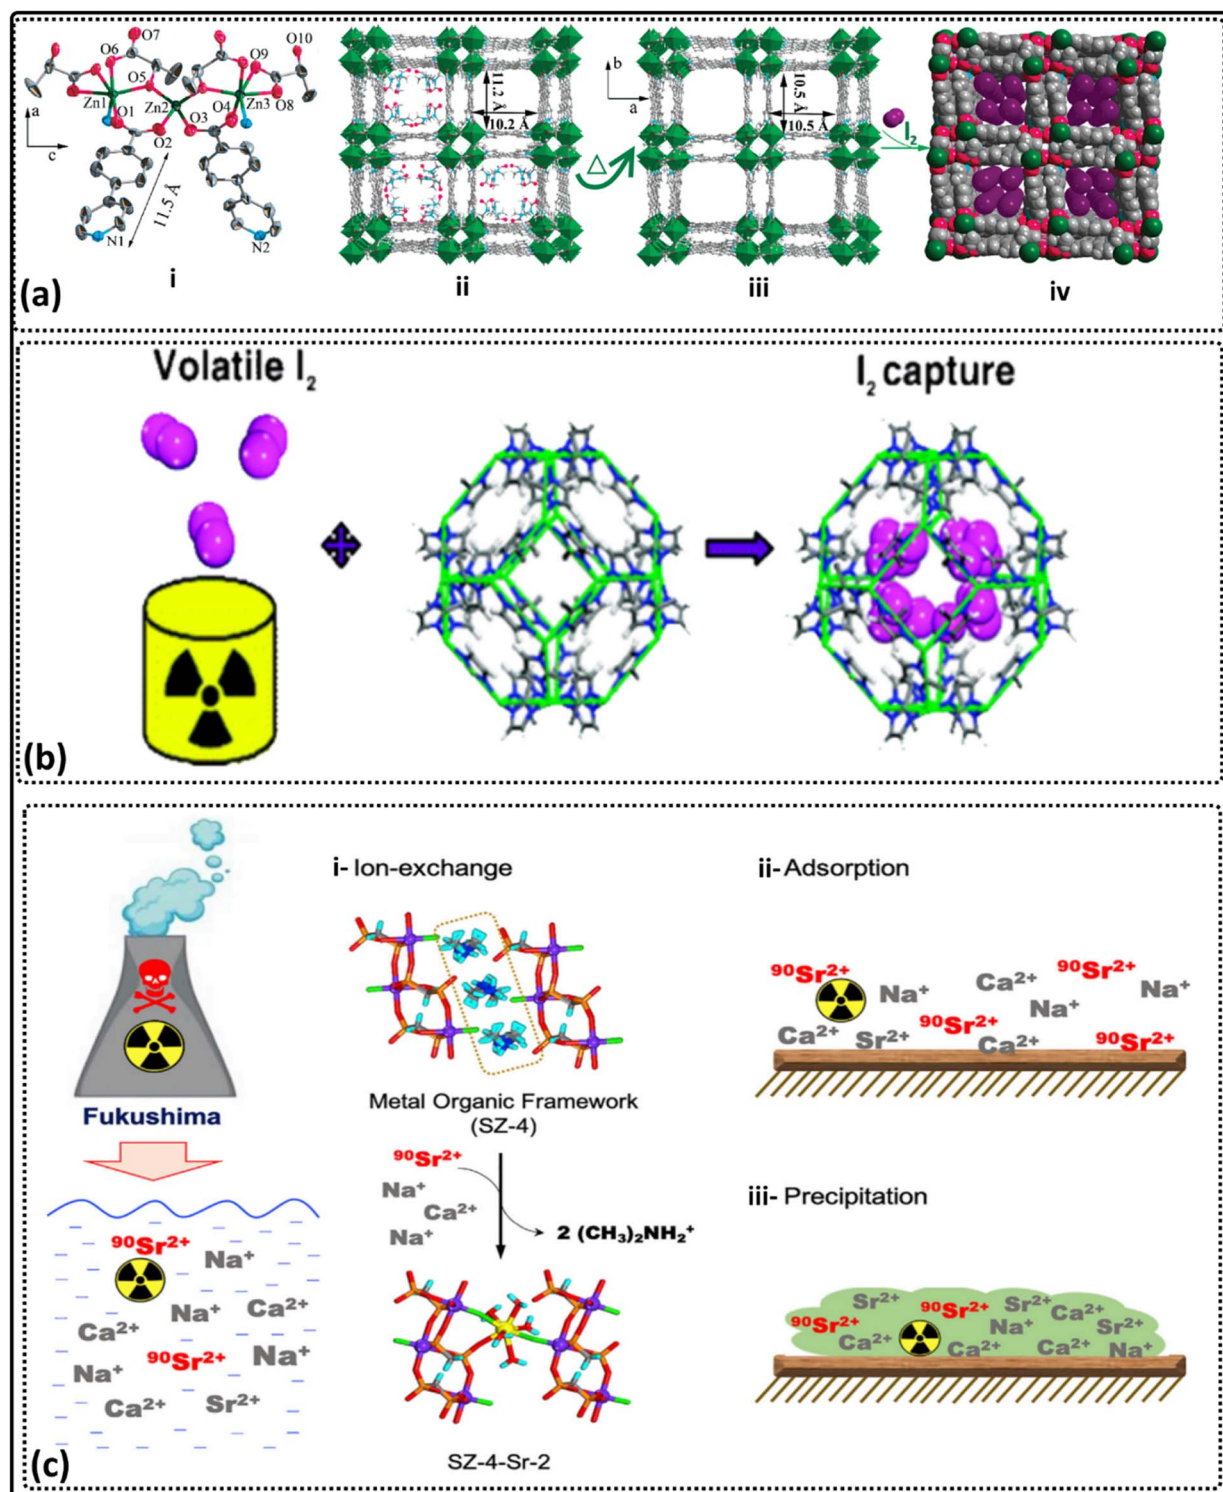 O7
O10
O6
O9
O5
Zn1
Zn2
Zn3
O1
O4
O8
O2
O3
a
c
11.5 Å
N1
N2
i
(a)
11.2 Å
10.2 Å
ii
△
b
a
10.5 Å
10.5 Å
iii
I₂
iv
Volatile I₂
I₂ capture
(b)
Fukushima
⁹⁰Sr²⁺
Na⁺
Na⁺
Ca²⁺
Ca²⁺
⁹⁰Sr²⁺
Na⁺
Na⁺
Ca²⁺
Sr²⁺
(c)
i- Ion-exchange
Metal Organic Framework
(SZ-4)
⁹⁰Sr²⁺
Na⁺
Ca²⁺
Na⁺
2 (CH₃)₂NH₂⁺
SZ-4-Sr-2
ii- Adsorption
⁹⁰Sr²⁺
Na⁺
Ca²⁺
⁹⁰Sr²⁺
Na⁺
Na⁺
Ca²⁺
Sr²⁺
⁹⁰Sr²⁺
Ca²⁺
⁹⁰Sr²⁺
iii- Precipitation
Sr²⁺
⁹⁰Sr²⁺
Sr²⁺
Ca²⁺
⁹⁰Sr²⁺
Na⁺
Sr²⁺
Ca²⁺
Ca²⁺
Ca²⁺
Na⁺